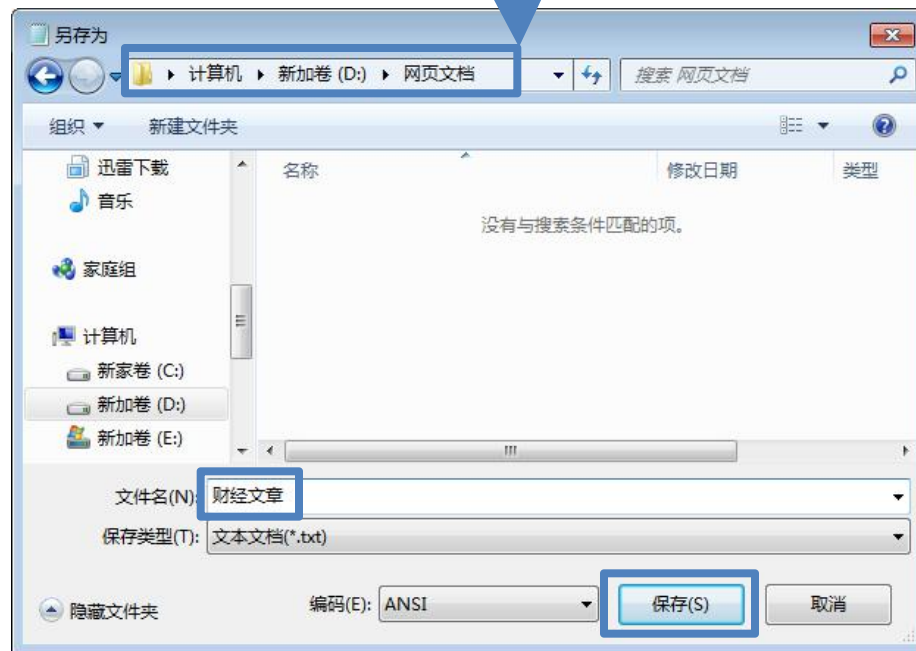 另存为
计算机 新加卷 (D:) 网页文档 搜索 网页文档
组织 新建文件夹
名称 修改日期 类型
没有与搜索条件匹配的项。
迅雷下载
音乐
家庭组
计算机
新家卷 (C:)
新加卷 (D:)
新加卷 (E:)
文件名(N): 财经文章
保存类型(T): 文本文档(*.txt)
隐藏文件夹 编码(E): ANSI 保存(S) 取消